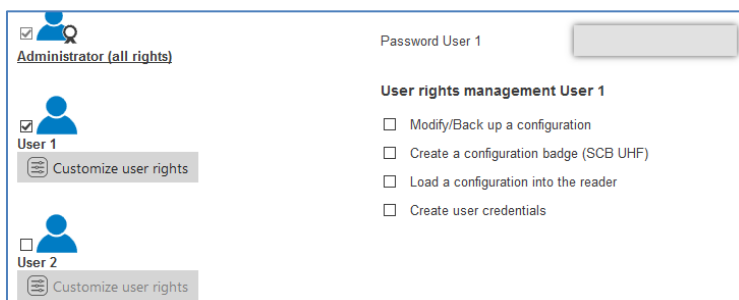 Administrator (all rights)
User 1
Customize user rights
User 2
Customize user rights
Password User 1
User rights management User 1
Modify/Back up a configuration
Create a configuration badge (SCB UHF)
Load a configuration into the reader
Create user credentials